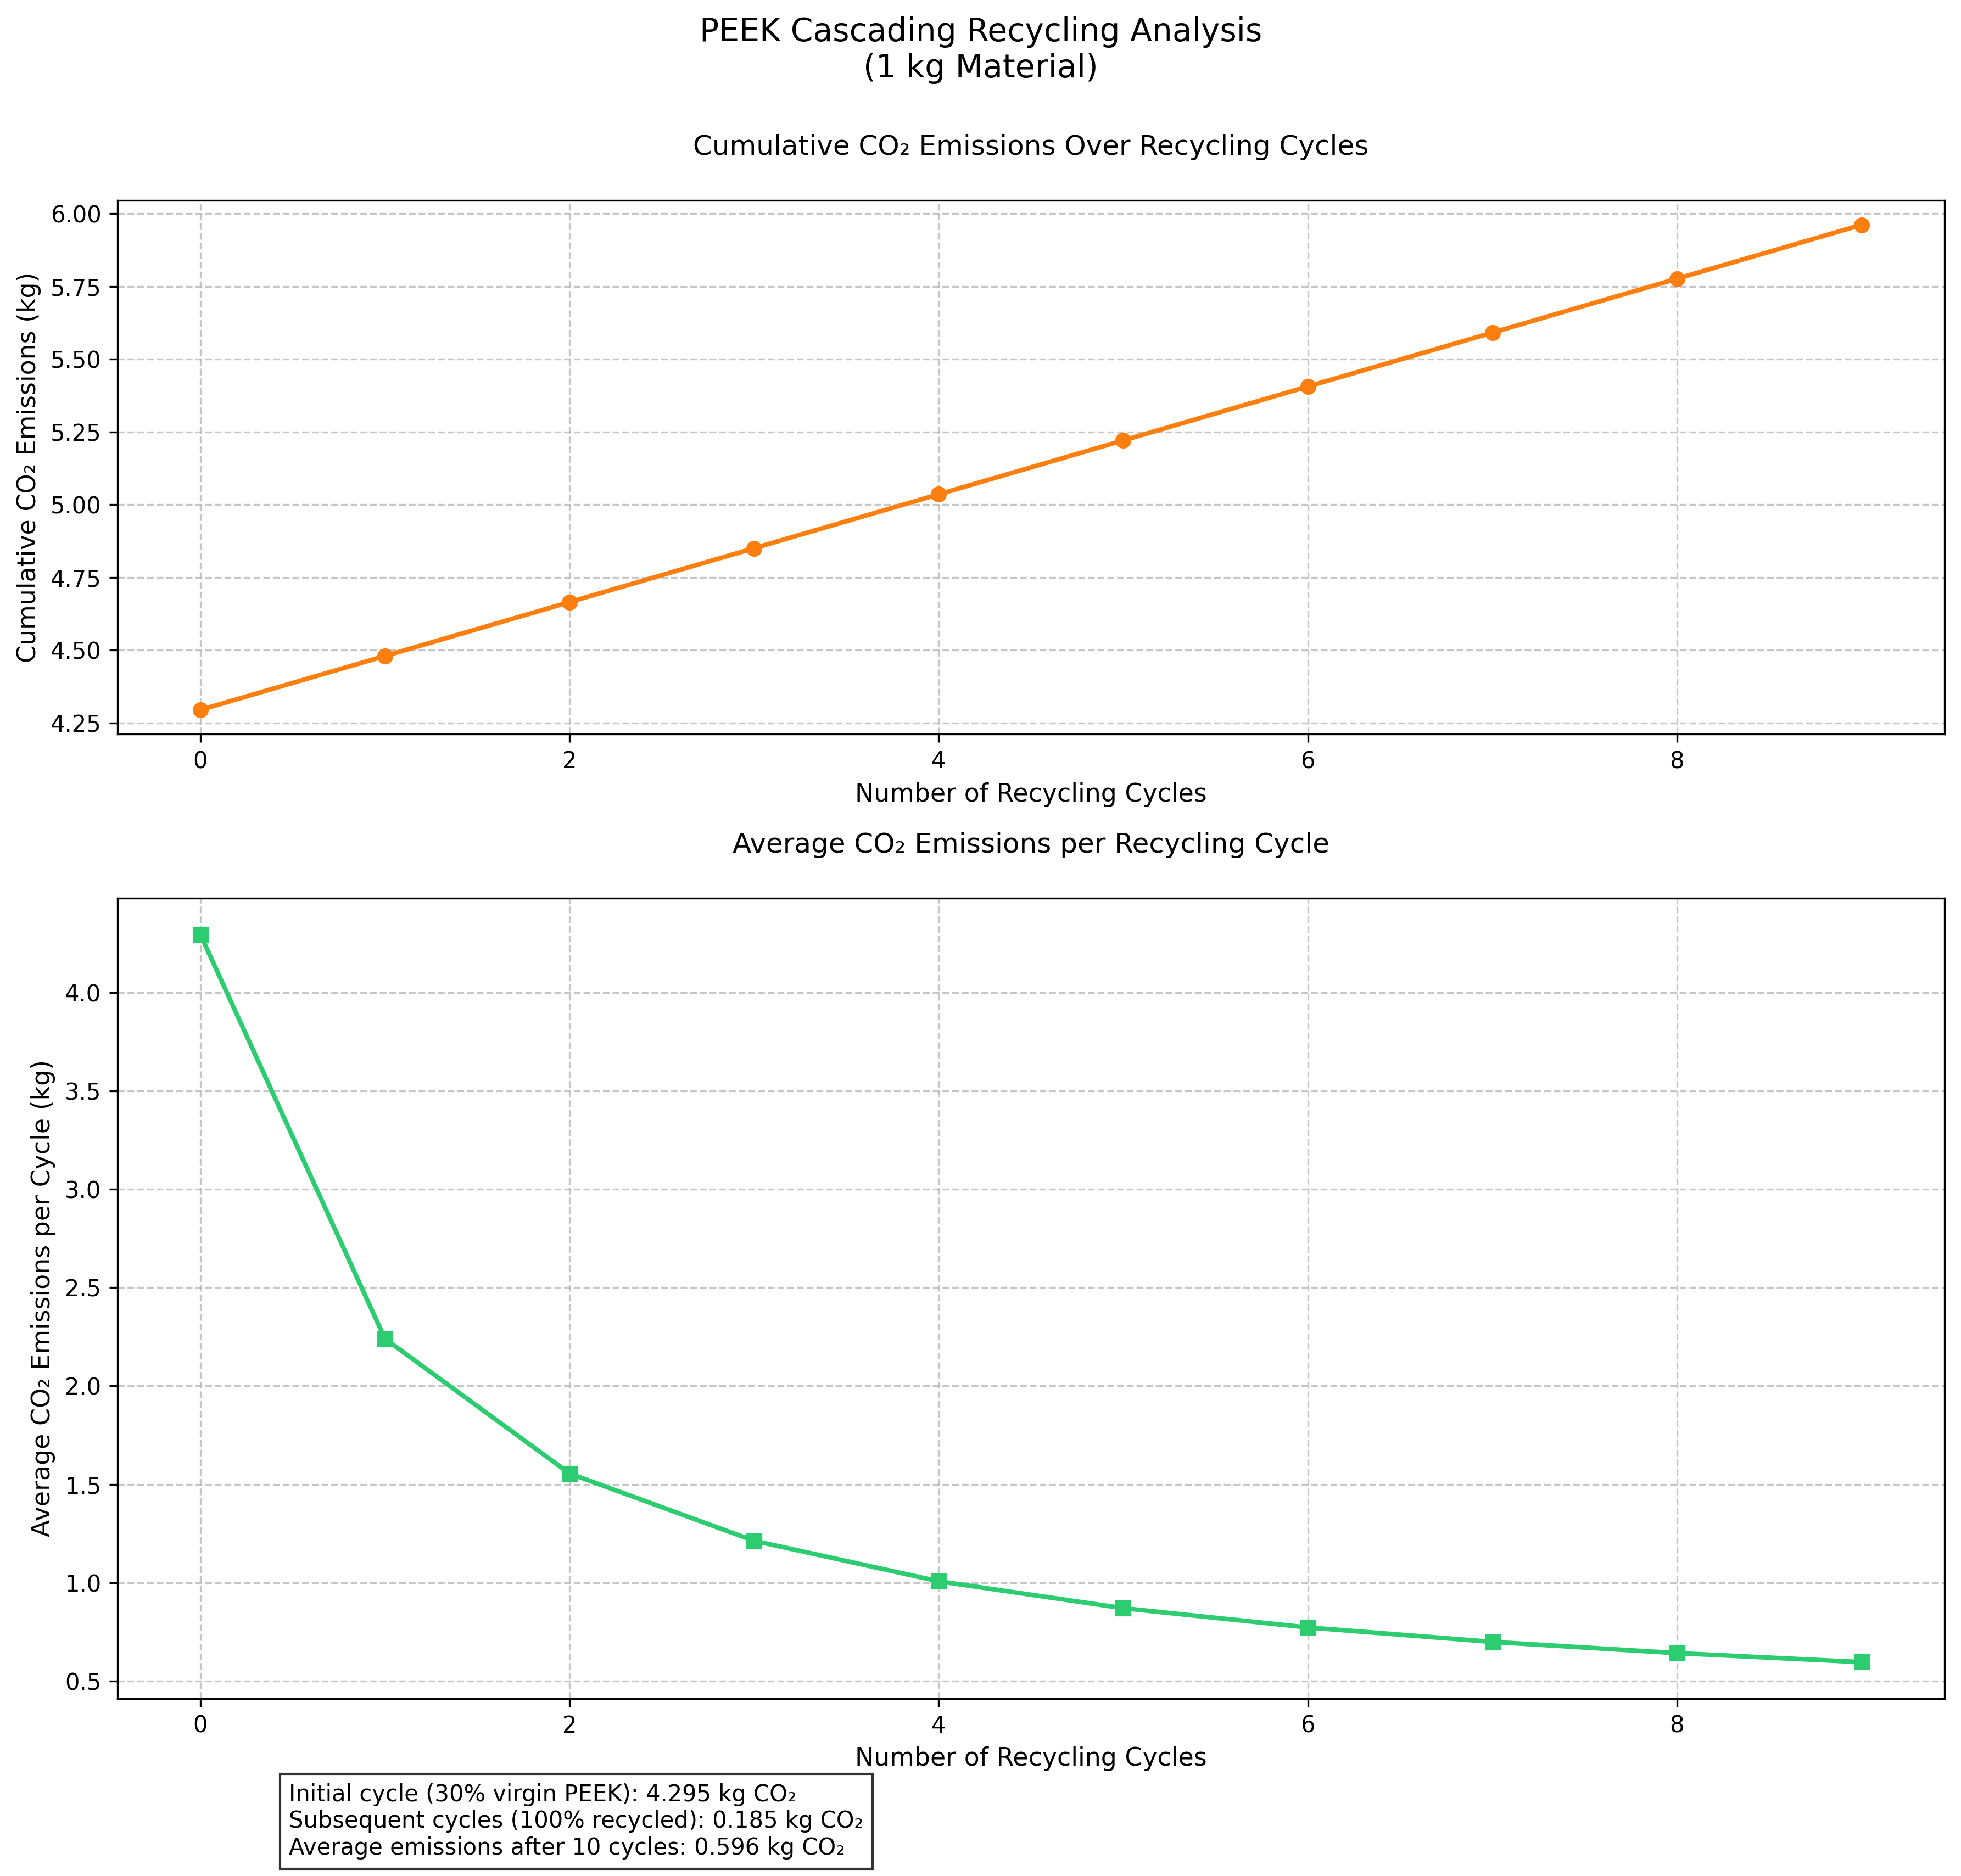 PEEK Cascading Recycling Analysis
(1 kg Material)
Cumulative CO₂ Emissions Over Recycling Cycles
Cumulative CO₂ Emissions (kg)
6.00
5.75
5.50
5.25
5.00
4.75
4.50
4.25
0 2 4 6 8
Number of Recycling Cycles
Average CO₂ Emissions per Recycling Cycle
Average CO₂ Emissions per Cycle (kg)
4.0
3.5
3.0
2.5
2.0
1.5
1.0
0.5
0 2 4 6 8
Number of Recycling Cycles
Initial cycle (30% virgin PEEK): 4.295 kg CO₂
Subsequent cycles (100% recycled): 0.185 kg CO₂
Average emissions after 10 cycles: 0.596 kg CO₂